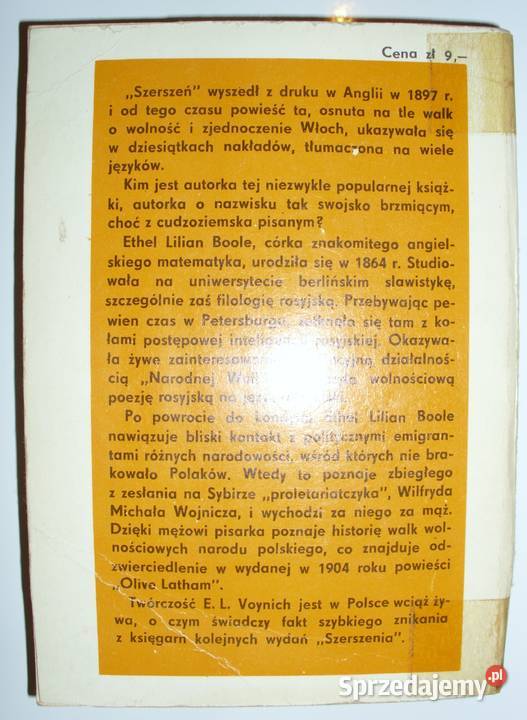 Cena zł 9,—
„Szerszeń" wyszedł z druku w Anglii w 1897 r.
i od tego czasu powieść ta, osnuta na tle walk
o wolność i zjednoczenie Włoch, ukazywała się
w dziesiątkach nakładów, tłumaczona na wiele
języków.
Kim jest autorka tej niezwykle popularnej książ-
ki, autorka o nazwisku tak swojsko brzmiącym,
choć z cudzoziemska pisanym?
Ethel Lilian Boole, córka znakomitego angiel-
skiego matematyka, urodziła się w 1864 r. Studio-
wała na uniwersytecie berlińskim slawistykę,
szczególnie zaś filologię rosyjską. Przebywając pe-
wien czas w Petersburgu, zetknęła się tam z ko-
łami postępowej inteligencji rosyjskiej. Okazywa-
ła żywe zainteresowanie działalnoś-
cią „Narodnej Woli" wolnościową
poezję rosyjską na język
Po powrocie do Londynu Ethel Lilian Boole
nawiązuje bliski kontakt z politycznymi emigran-
tami różnych narodowości, wśród których nie bra-
kowało Polaków. Wtedy to poznaje zbiegłego
z zesłania na Sybirze „proletariatczyka", Wilfryda
Michała Wojnicza, i wychodzi za niego za mąż.
Dzięki mężowi pisarka poznaje historię walk wol-
nościowych narodu polskiego, co znajduje od-
zwierciedlenie w wydanej w 1904 roku powieści
„Olive Latham".
Twórczość E. L. Voynich jest w Polsce wciąż ży-
wa, o czym świadczy fakt szybkiego znikania
z księgarń kolejnych wydań „Szerszenia".
Sprzedajemy.pl